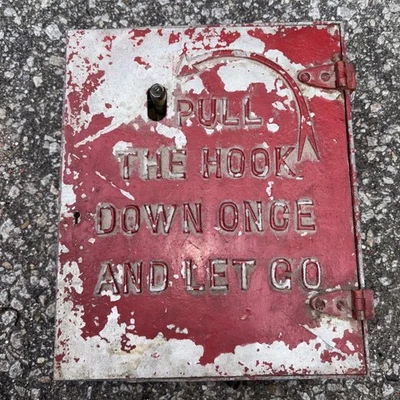 PULL
THE HOOK
DOWN ONCE
AND LET GO